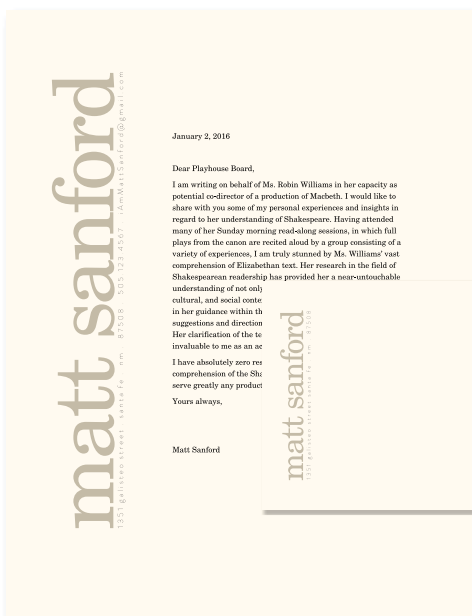 matt sanford
1351 galisteo street santa fe nm 87508 505 123 4567 iAmMattSanford@gmail.com
January 2, 2016
Dear Playhouse Board,
I am writing on behalf of Ms. Robin Williams in her capacity as
potential co-director of a production of Macbeth. I would like to
share with you some of my personal experiences and insights in
regard to her understanding of Shakespeare. Having attended
many of her Sunday morning read-along sessions, in which full
plays from the canon are recited aloud by a group consisting of a
variety of experiences, I am truly stunned by Ms. Williams' vast
comprehension of Elizabethan text. Her research in the field of
Shakespearean readership has provided her a near-untouchable
understanding of not only
cultural, and social
in her guidance within th
suggestions and direction
Her clarification of the te
invaluable to me as an
I have absolutely zero
comprehension of the
serve greatly any product
Yours always,
Matt Sanford
matt sanford
1351 galisteo street santa fe nm 87508